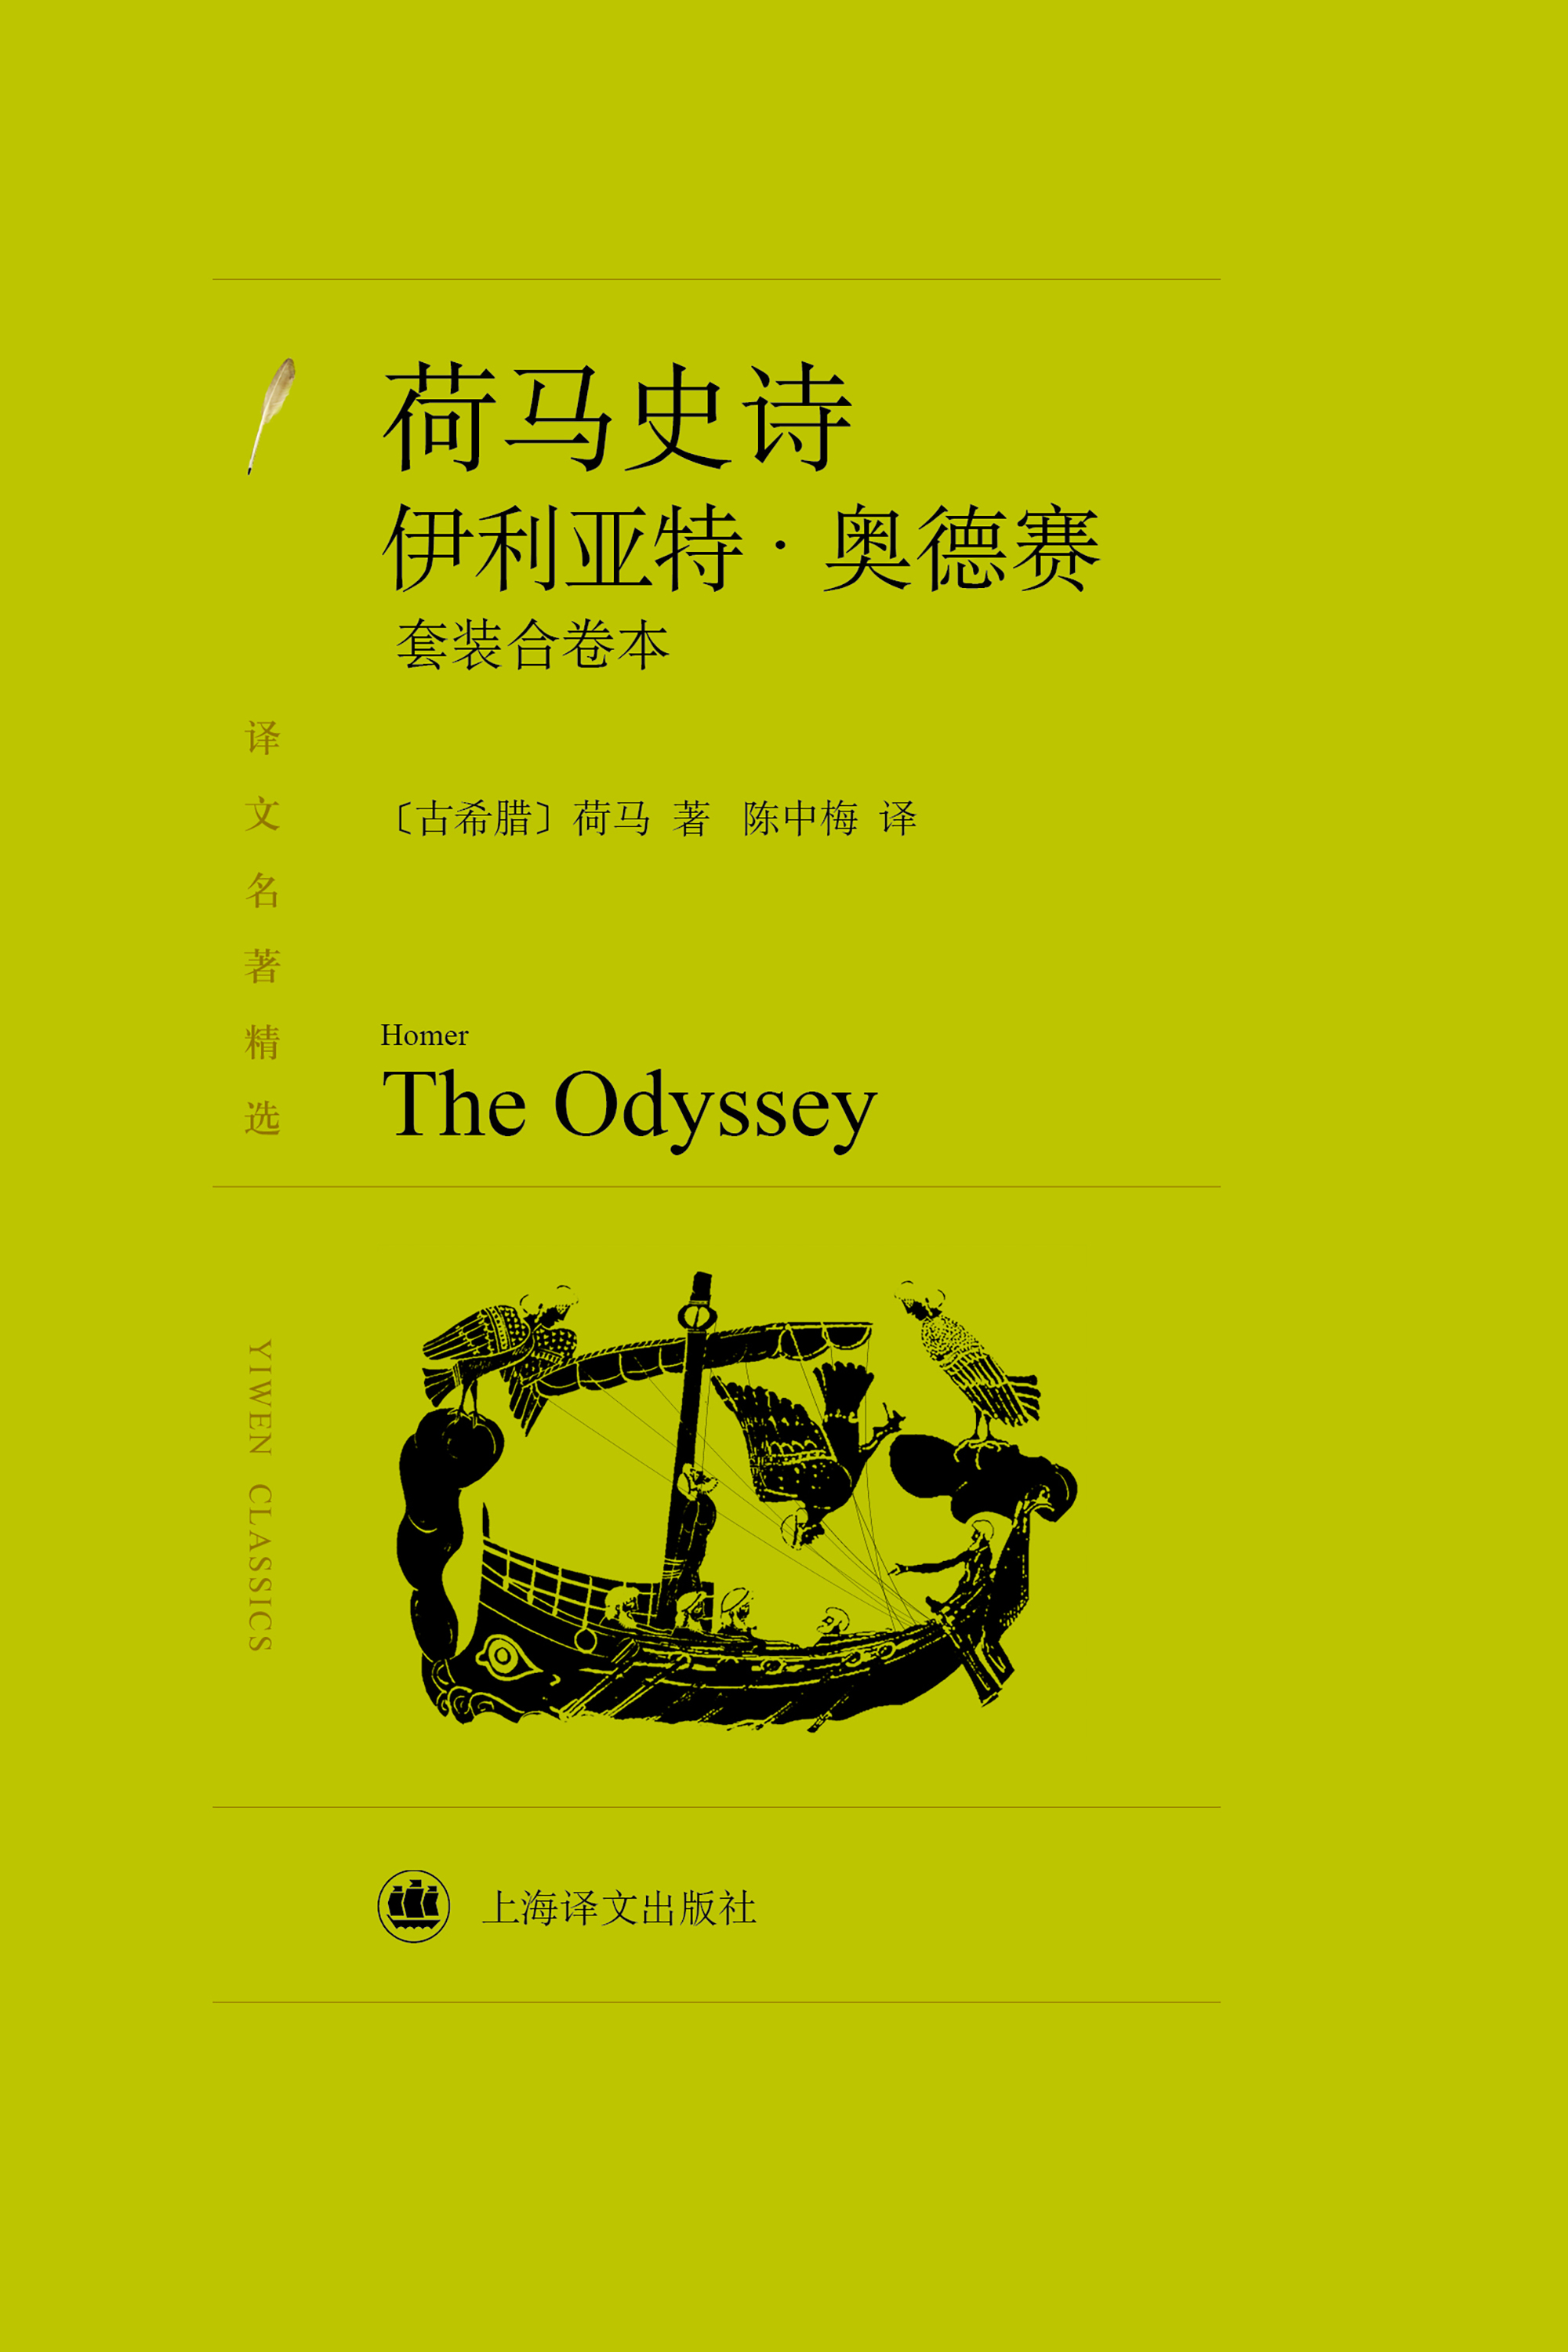 荷马史诗
伊利亚特·奥德赛
套装合卷本
译文名著精选
〔古希腊〕荷马 著 陈中梅 译
Homer
The Odyssey
YIWEN CLASSICS
上海译文出版社